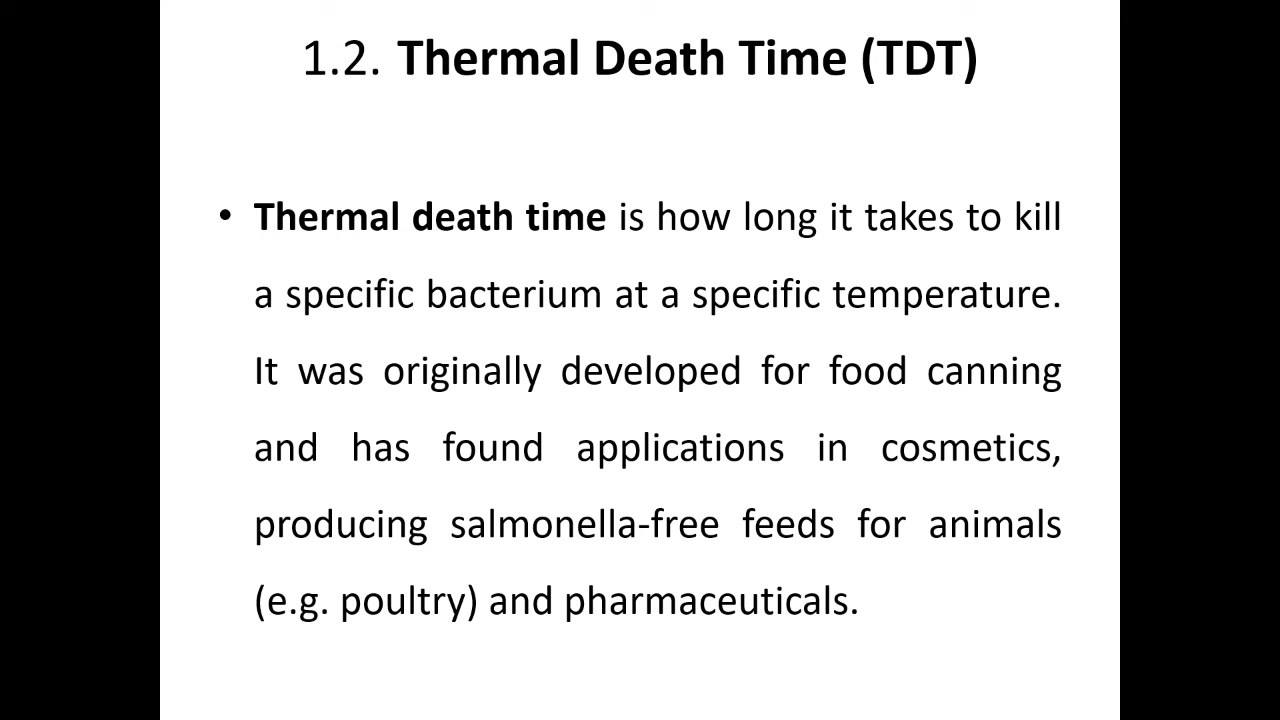 1.2. Thermal Death Time (TDT)
• Thermal death time is how long it takes to kill
a specific bacterium at a specific temperature.
It was originally developed for food canning
and has found applications in cosmetics,
producing salmonella-free feeds for animals
(e.g. poultry) and pharmaceuticals.